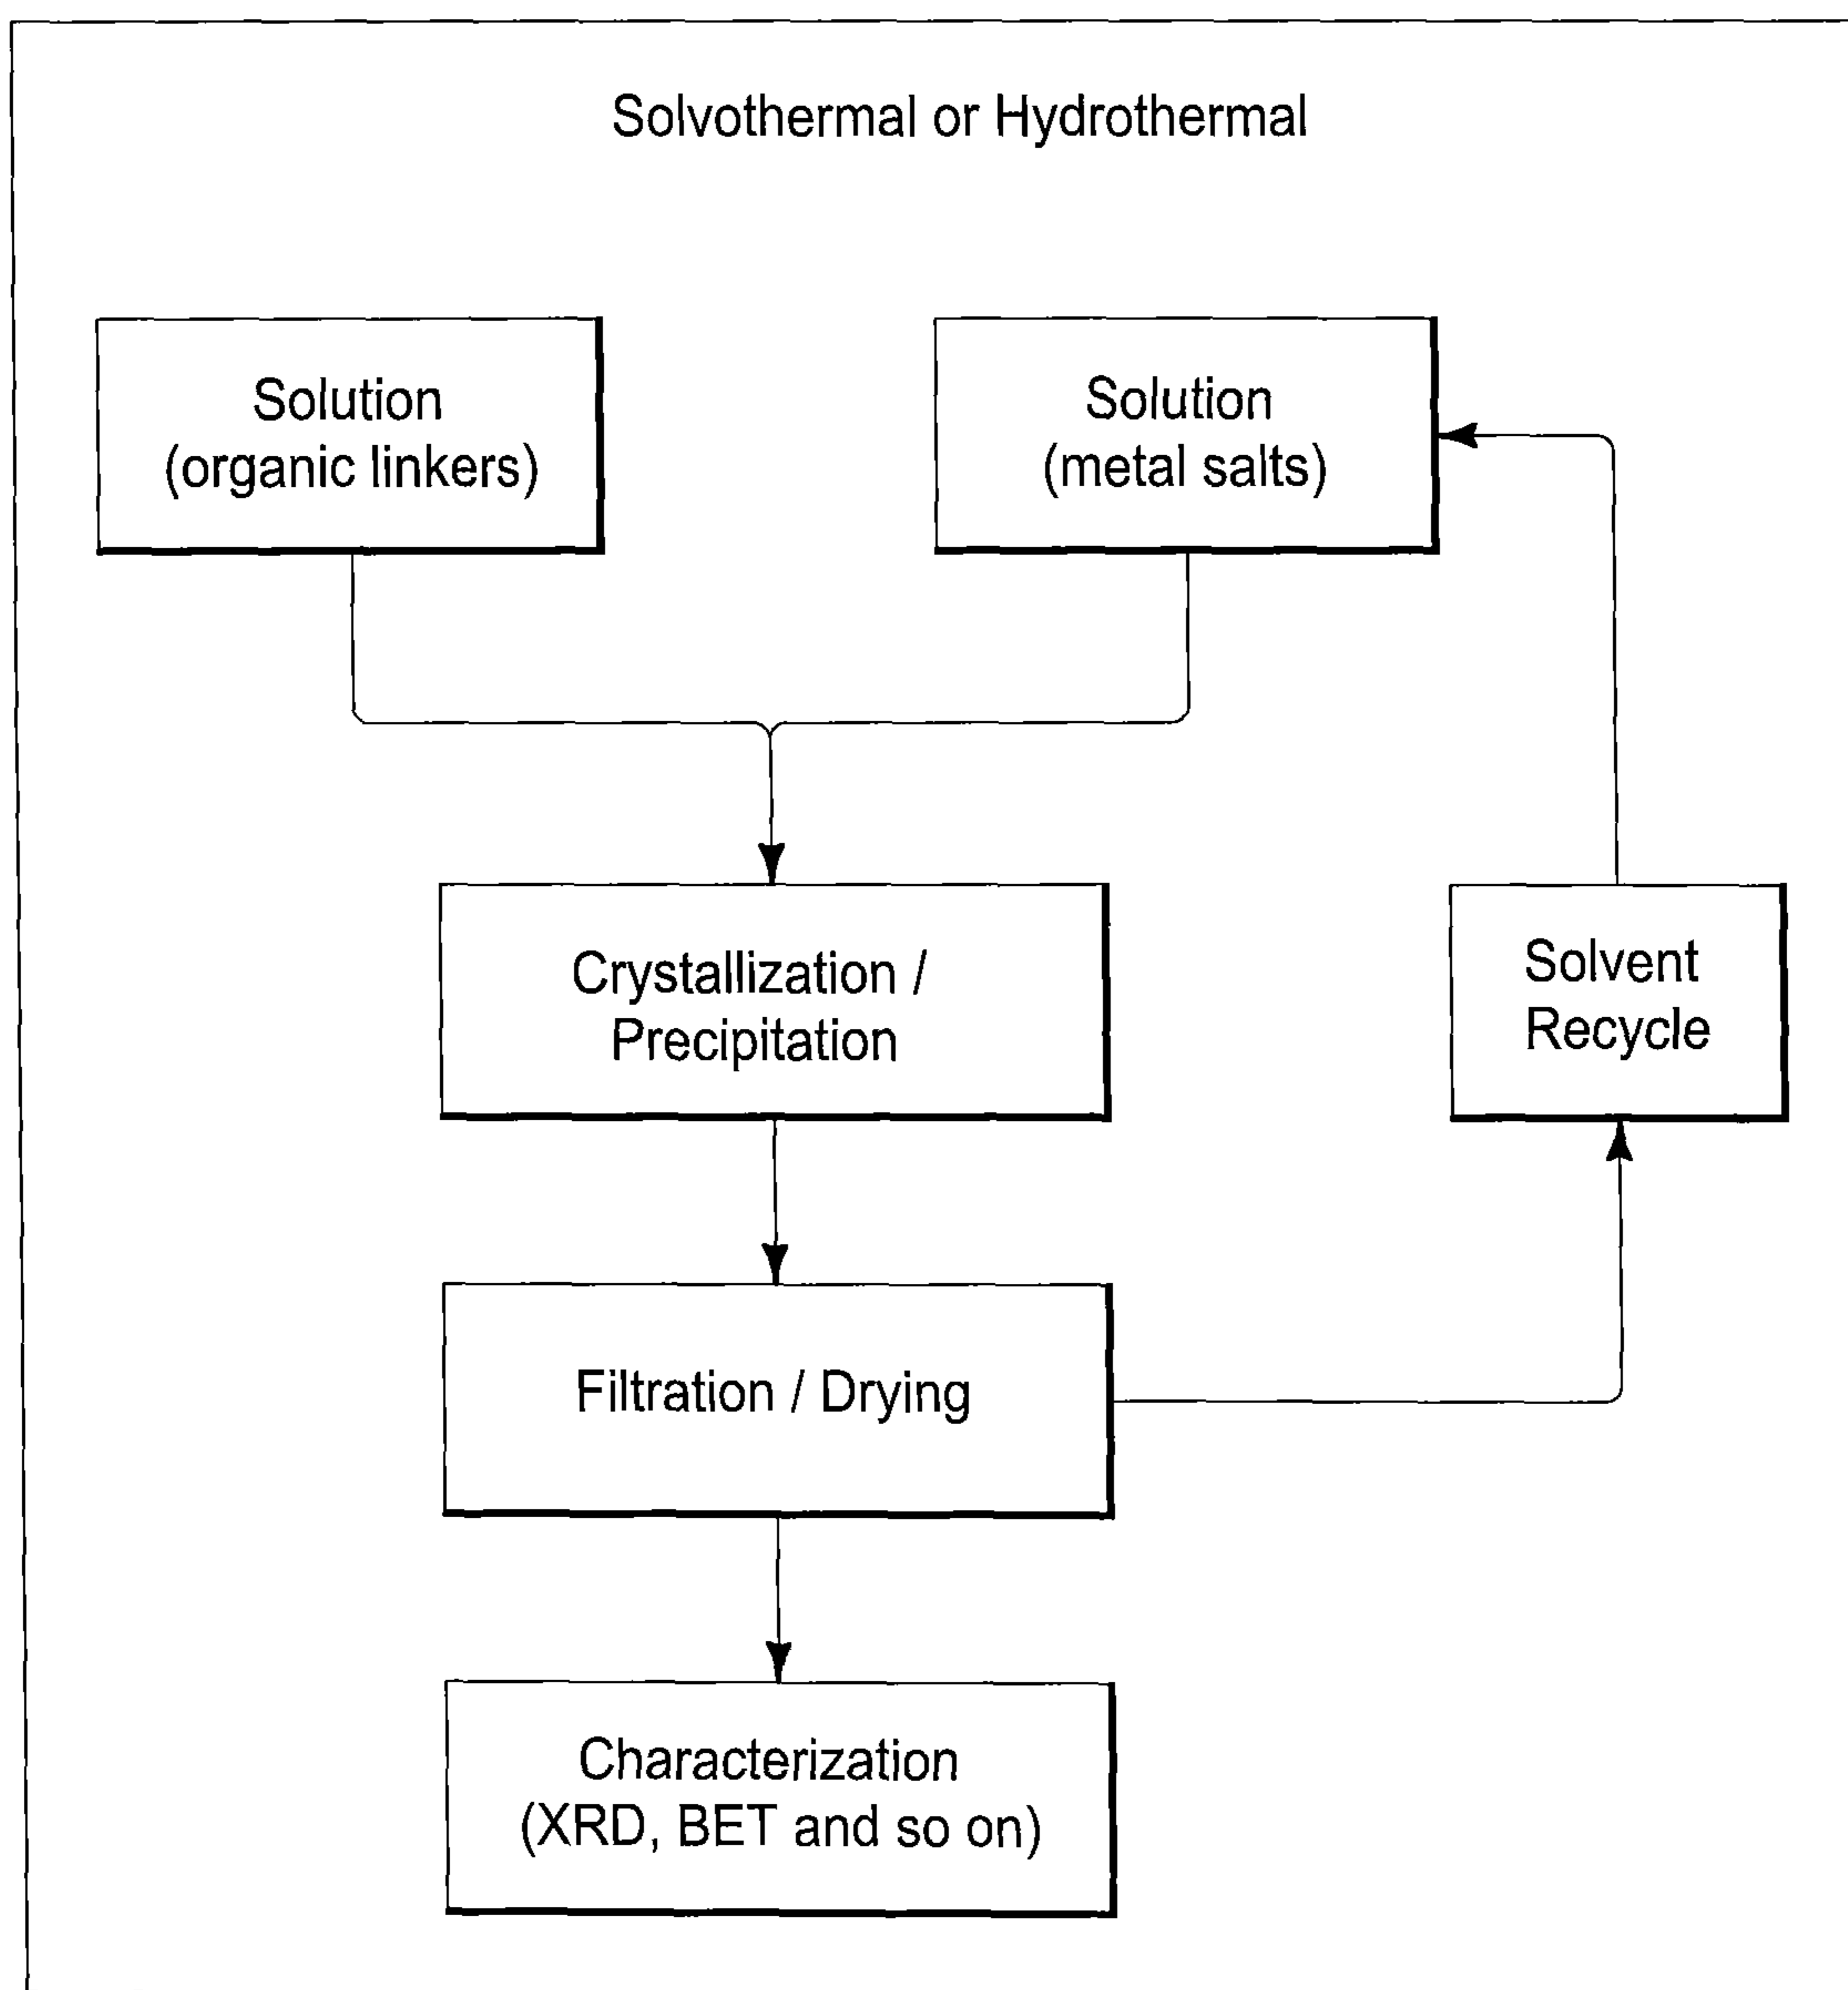 Solvothermal or Hydrothermal
Solution
(organic linkers)
Solution
(metal salts)
Crystallization /
Precipitation
Solvent
Recycle
Filtration / Drying
Characterization
(XRD, BET and so on)